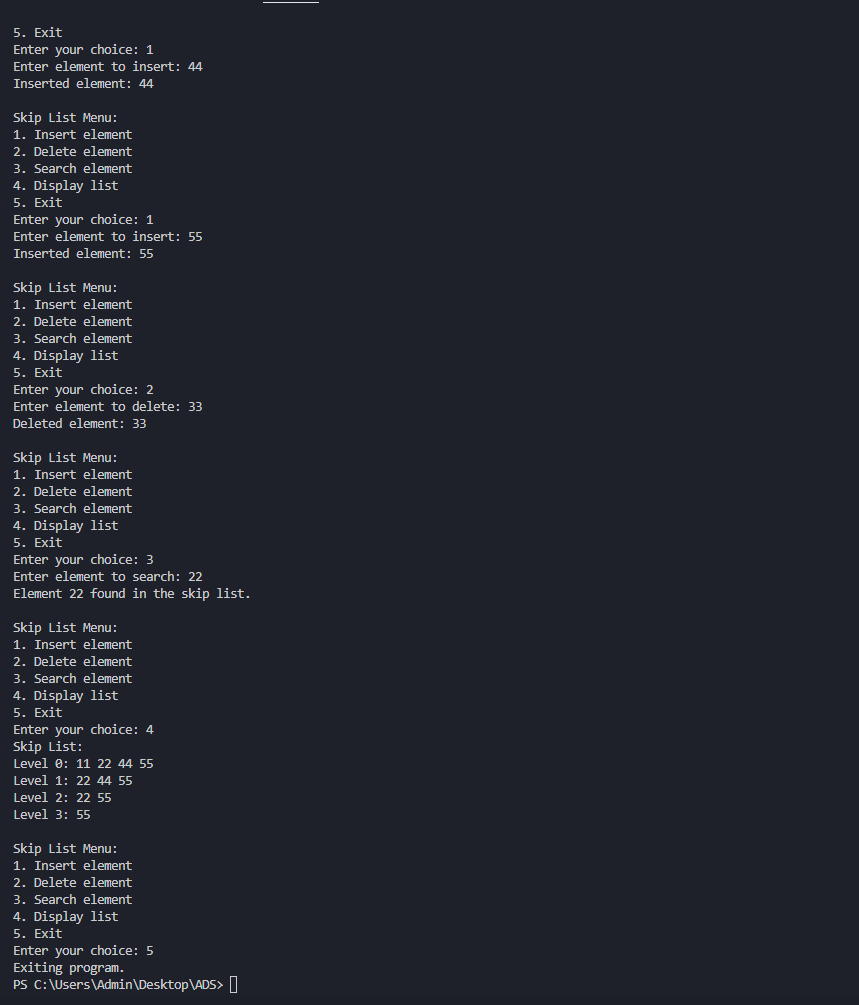 5. Exit
Enter your choice: 1
Enter element to insert: 44
Inserted element: 44
Skip List Menu:
1. Insert element
2. Delete element
3. Search element
4. Display list
5. Exit
Enter your choice: 1
Enter element to insert: 55
Inserted element: 55
Skip List Menu:
1. Insert element
2. Delete element
3. Search element
4. Display list
5. Exit
Enter your choice: 2
Enter element to delete: 33
Deleted element: 33
Skip List Menu:
1. Insert element
2. Delete element
3. Search element
4. Display list
5. Exit
Enter your choice: 3
Enter element to search: 22
Element 22 found in the skip list.
Skip List Menu:
1. Insert element
2. Delete element
3. Search element
4. Display list
5. Exit
Enter your choice: 4
Skip List:
Level 0: 11 22 44 55
Level 1: 22 44 55
Level 2: 22 55
Level 3: 55
Skip List Menu:
1. Insert element
2. Delete element
3. Search element
4. Display list
5. Exit
Enter your choice: 5
Exiting program.
PS C:\Users\Admin\Desktop\ADS>